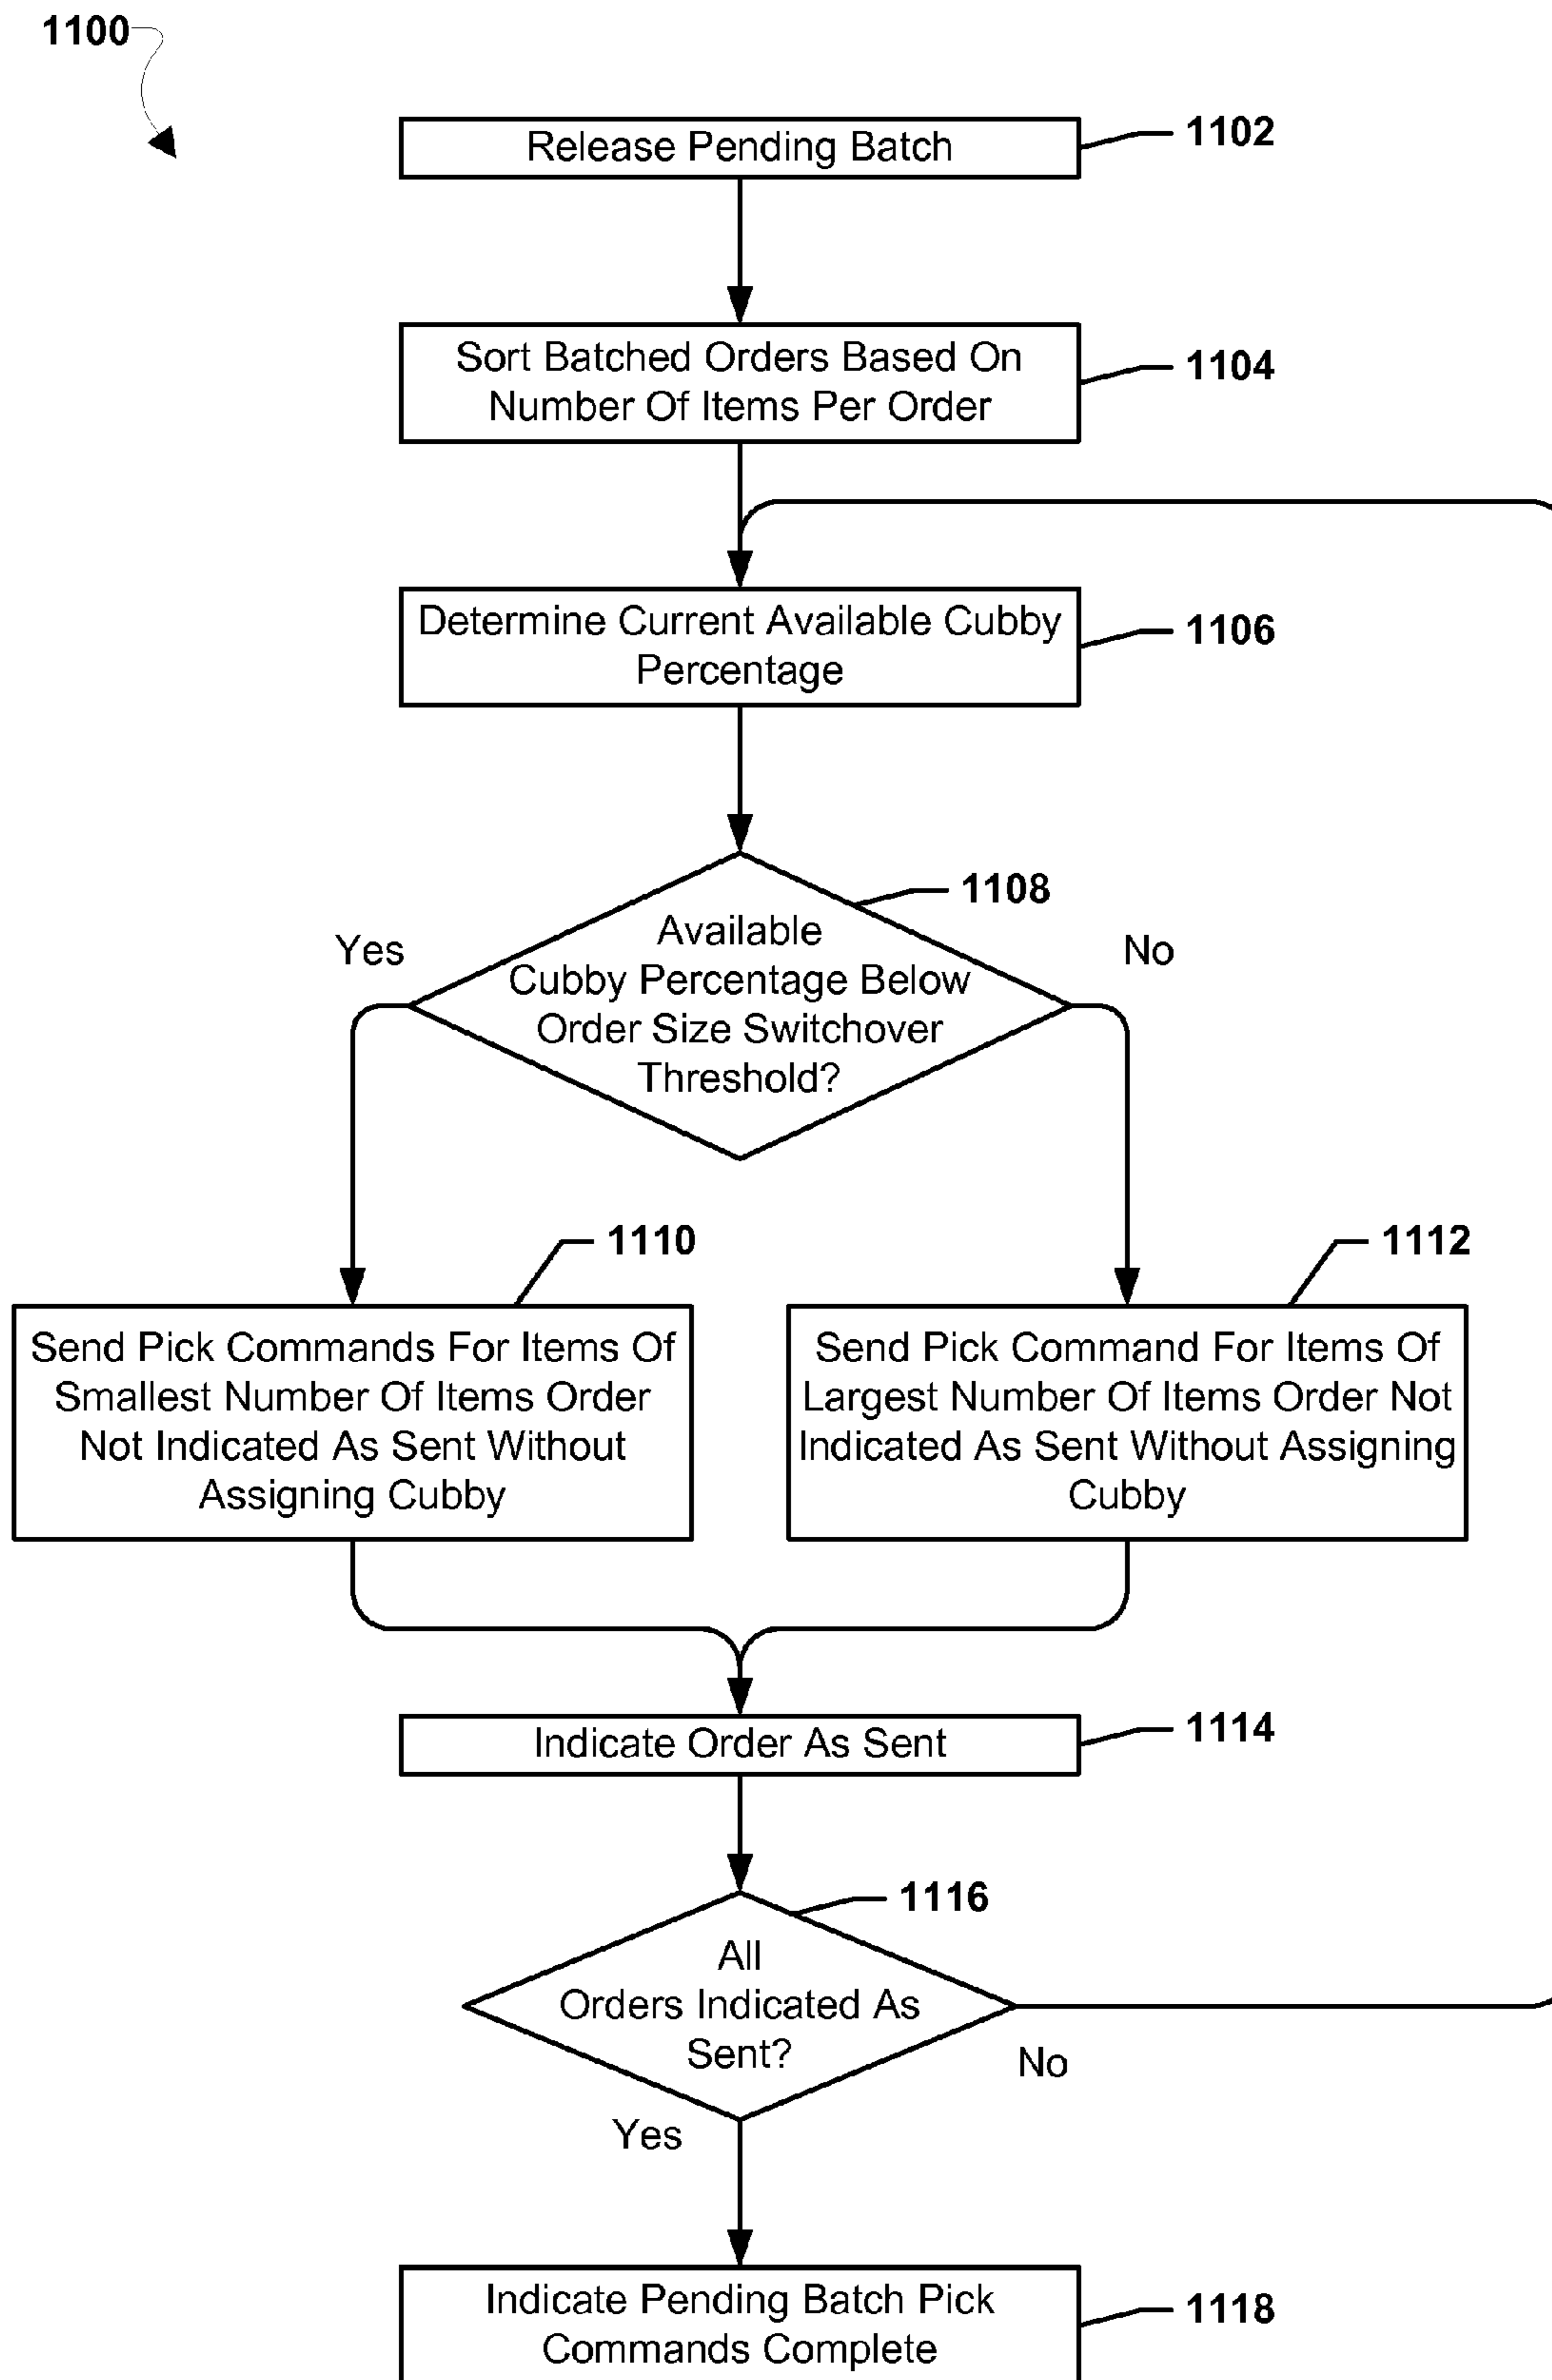 1100
Release Pending Batch
1102
Sort Batched Orders Based On
Number Of Items Per Order
1104
Determine Current Available Cubby
Percentage
1106
1108
Available
Cubby Percentage Below
Order Size Switchover
Threshold?
Yes
No
1110
Send Pick Commands For Items Of
Smallest Number Of Items Order
Not Indicated As Sent Without
Assigning Cubby
1112
Send Pick Command For Items Of
Largest Number Of Items Order Not
Indicated As Sent Without Assigning
Cubby
Indicate Order As Sent
1114
1116
All
Orders Indicated As
Sent?
No
Yes
Indicate Pending Batch Pick
Commands Complete
1118